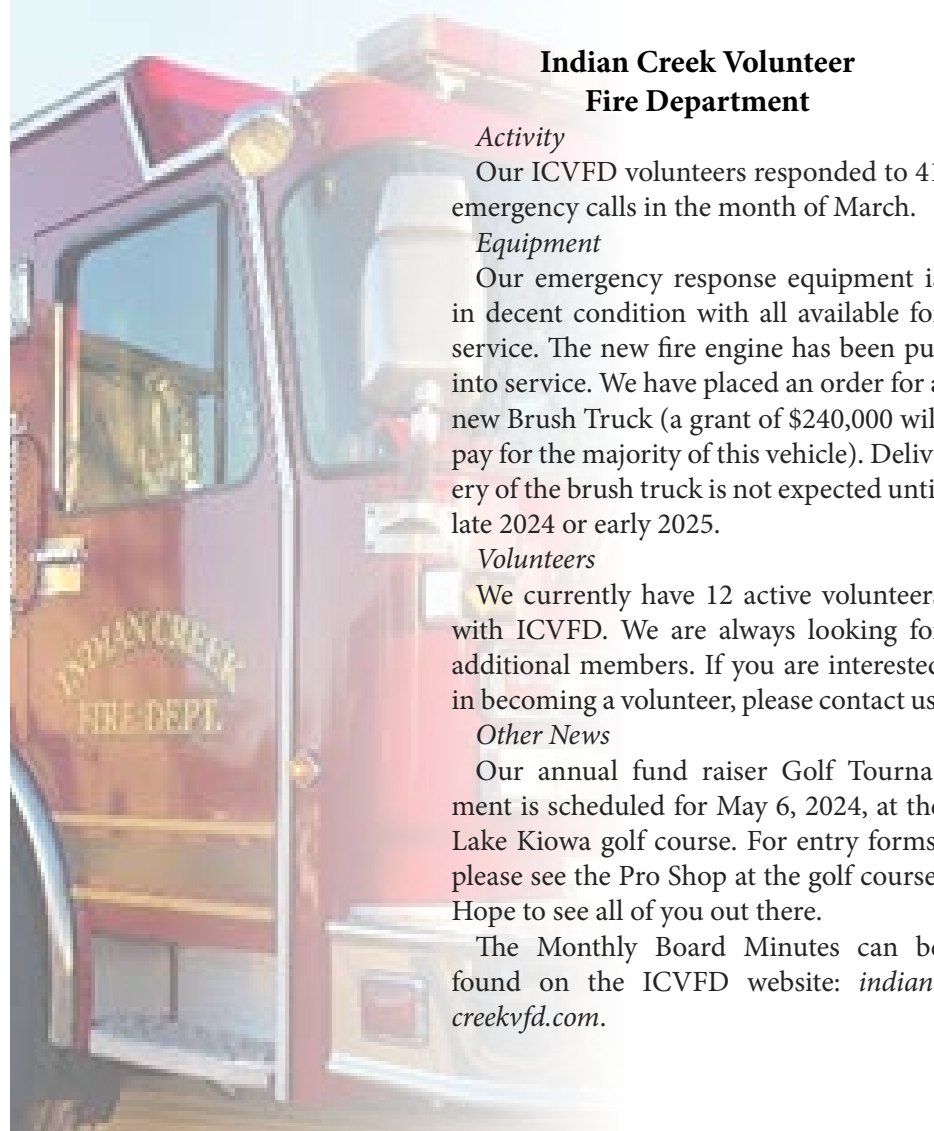 Indian Creek Volunteer
Fire Department
Activity
Our ICVFD volunteers responded to 41
emergency calls in the month of March.
Equipment
Our emergency response equipment is
in decent condition with all available for
service. The new fire engine has been pu
into service. We have placed an order for a
new Brush Truck (a grant of $240,000 wil
pay for the majority of this vehicle). Deliv
ery of the brush truck is not expected unti
late 2024 or early 2025.
Volunteers
We currently have 12 active volunteers
with ICVFD. We are always looking for
additional members. If you are interested
in becoming a volunteer, please contact us
Other News
Our annual fund raiser Golf Tourna
ment is scheduled for May 6, 2024, at the
Lake Kiowa golf course. For entry forms,
please see the Pro Shop at the golf course
Hope to see all of you out there.
The Monthly Board Minutes can be
found on the ICVFD website: indian
creekvfd.com.
INDIAN CREEK
FIRE DEPT.